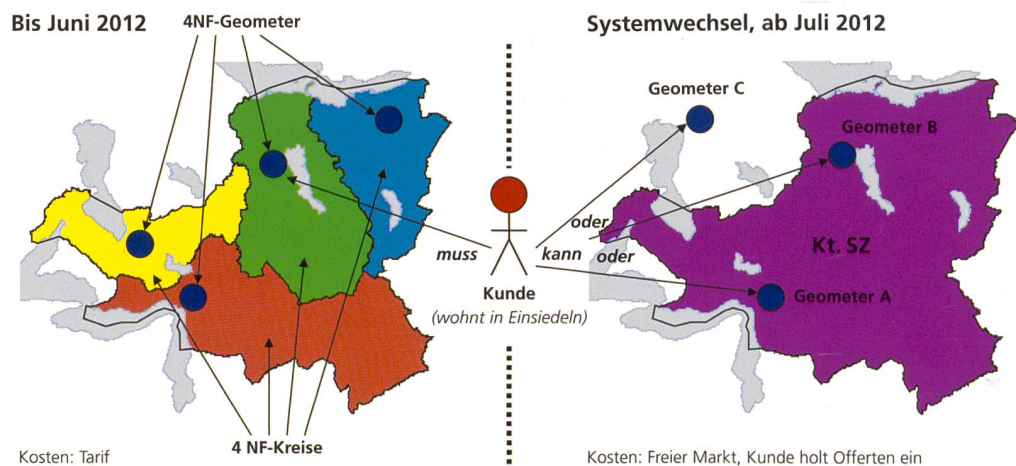 Bis Juni 2012
4NF-Geometer
Systemwechsel, ab Juli 2012
Geometer C
Geometer B
oder
muss
kann
oder
Kt. SZ
Kunde
(wohnt in Einsiedeln)
Geometer A
4 NF-Kreise
Kosten: Tarif
Kosten: Freier Markt, Kunde holt Offerten ein